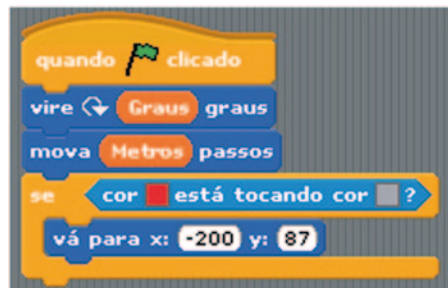 quando clicado
vire Graus graus
mova Metros passos
se cor está tocando cor ?
vá para x: -200 y: 87